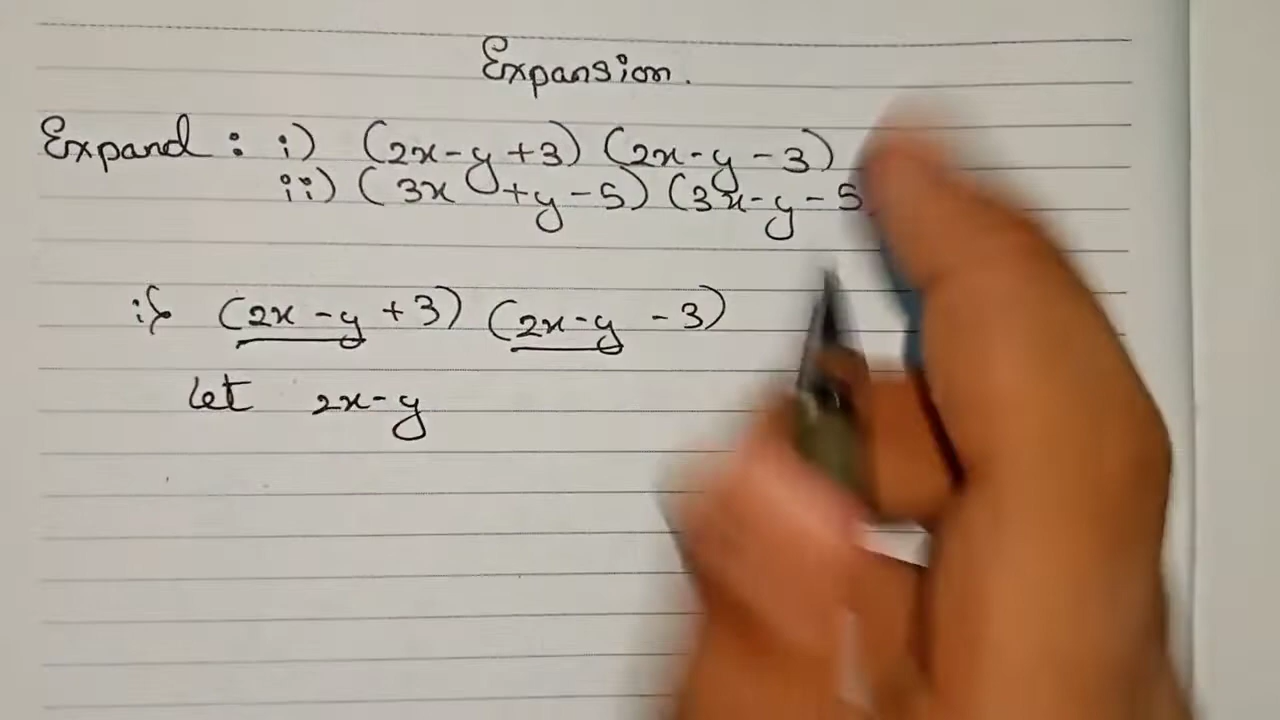 Expansion.
Expand : i) (2x-y+3) (2x-y-3)
ii) (3x +y-5) (3x-y-5
i) (2x-y+3) (2x-y-3)
let 2x-y